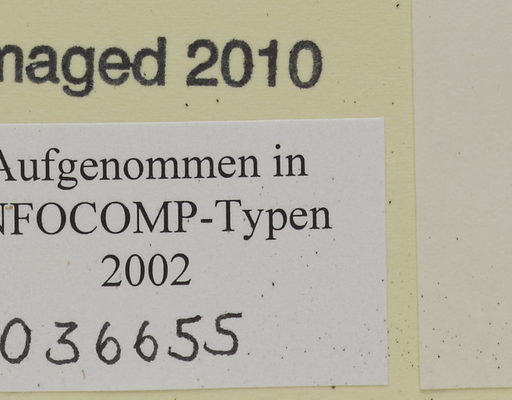 maged 2010
Aufgenommen in
NFOCOMP-Typen
2002
036655